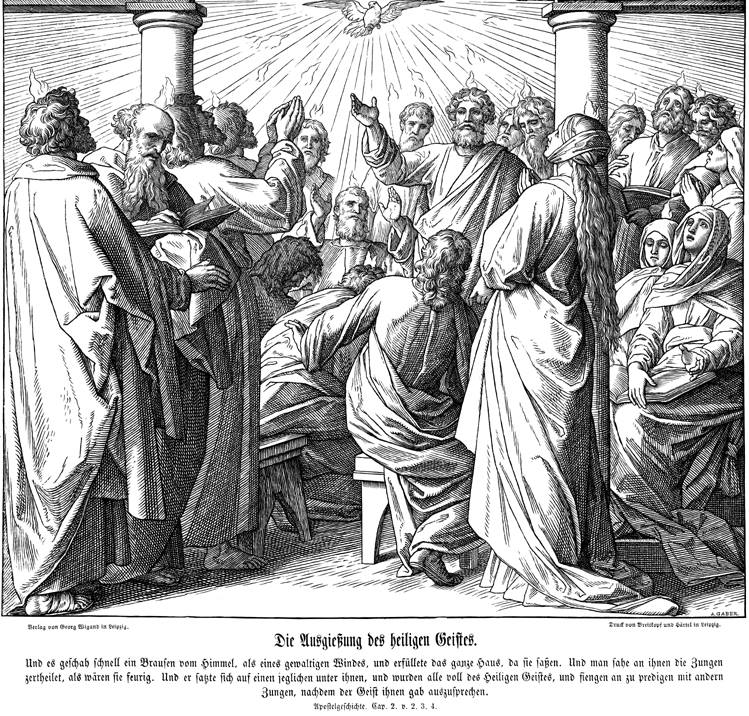 A. GABER.
Verlag von Georg Wigand in Leipzig.
Druck von Breitkopf und Härtel in Leipzig.
Die Ausgießung des heiligen Geistes.
Und es geschah schnell ein Brausen vom Himmel, als eines gewaltigen Windes, und erfüllete das ganze Haus, da sie saßen. Und man sahe an ihnen die Zungen
zertheilet, als wären sie feurig. Und er satzte sich auf einen jeglichen unter ihnen, und wurden alle voll des Heiligen Geistes, und fiengen an zu predigen mit andern
Zungen, nachdem der Geist ihnen gab auszusprechen.
Apostelgeschichte. Cap. 2. v. 2. 3. 4.